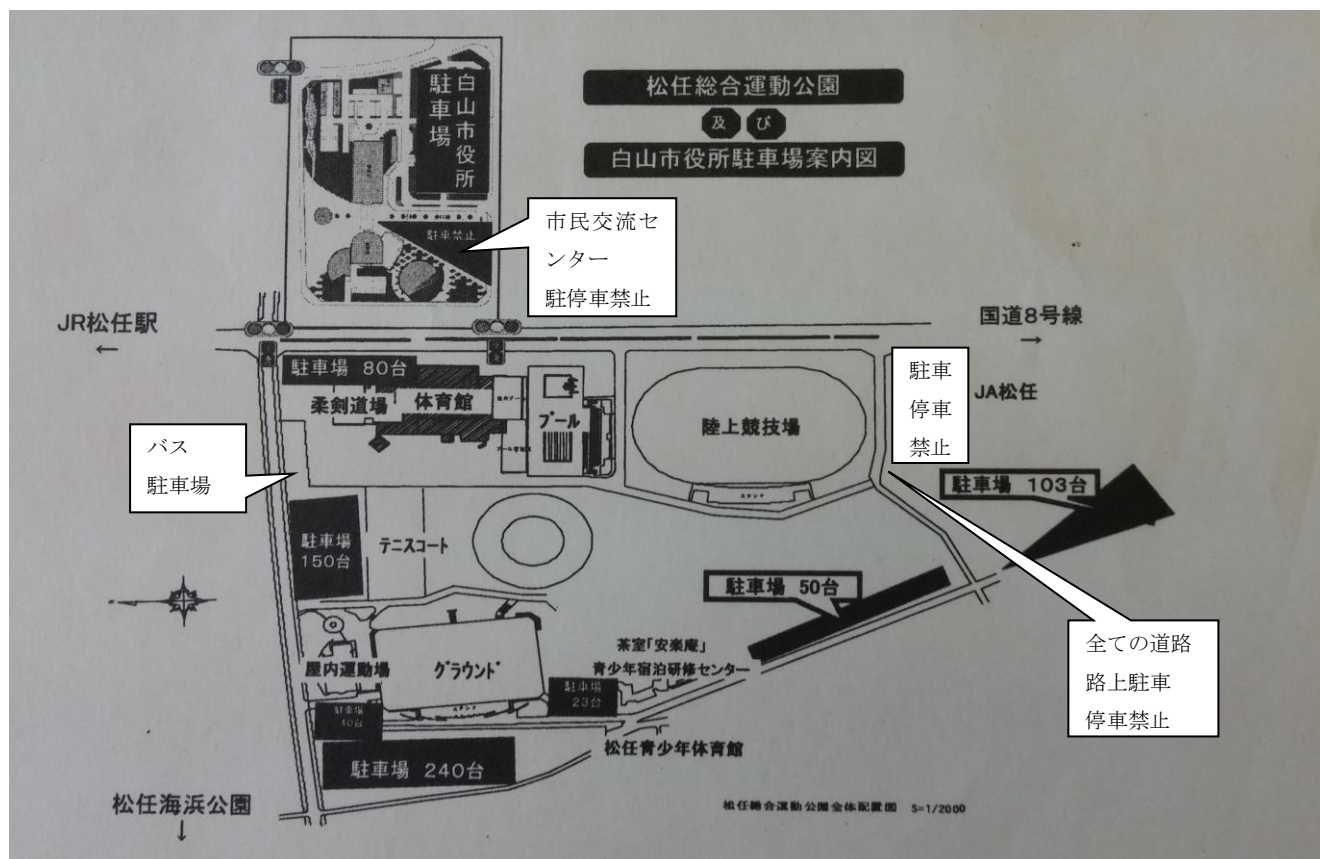 白山市役所
駐車場
松任総合運動公園
及び
白山市役所駐車場案内図
駐車禁止
市民交流セ
ンター
駐停車禁止
JR松任駅
←
国道8号線
→
駐車場 80台
柔剣道場
体育館
プール
陸上競技場
スタンド
駐車
停車
禁止
JA松任
バス
駐車場
駐車場 103台
駐車場
150台
テニスコート
駐車場 50台
全ての道路
路上駐車
停車禁止
茶室「安楽庵」
青少年宿泊研修センター
屋内運動場
グラウンド
駐車場
23台
駐車場
40台
スタンド
松任青少年体育館
駐車場 240台
松任海浜公園
↓
松任総合運動公園全体配置図 S=1/2000